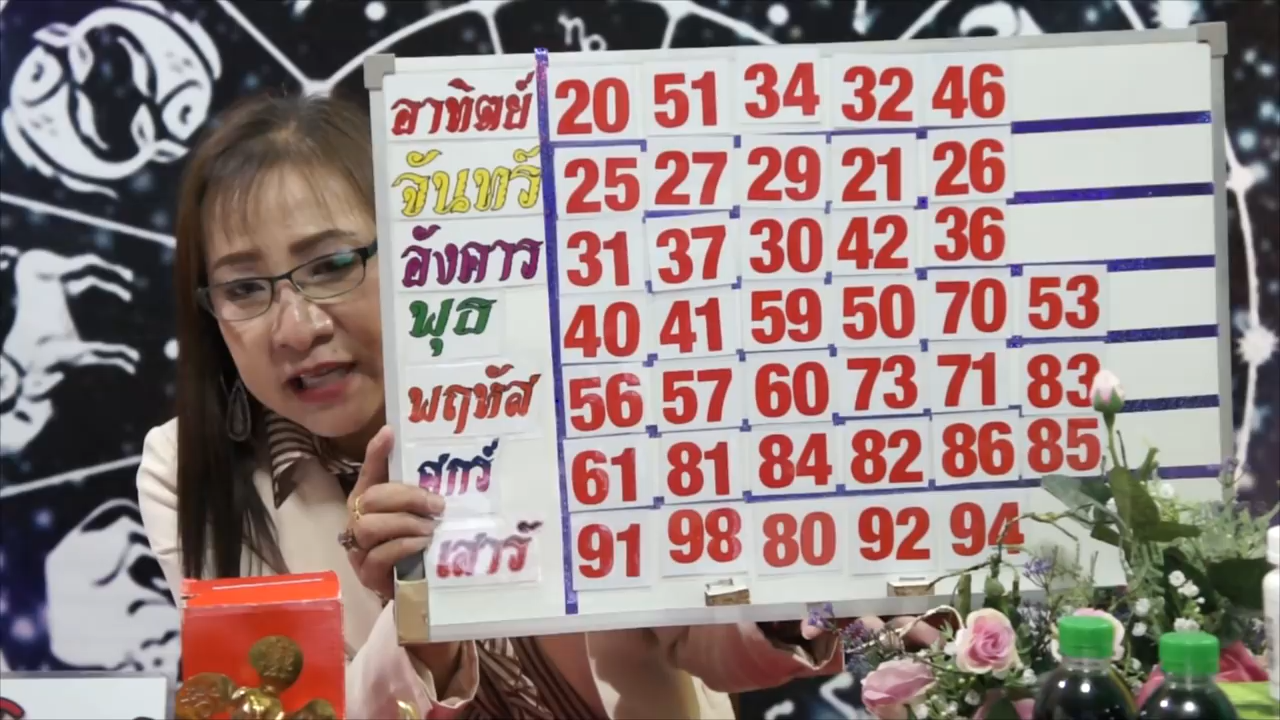 อาทิตย์ 20 51 34 32 46
จันทร์ 25 27 29 21 26
อังคาร 31 37 30 42 36
พุธ 40 41 59 50 70 53
พฤหัส 56 57 60 73 71 83
ศุกร์ 61 81 84 82 86 85
เสาร์ 91 98 80 92 94